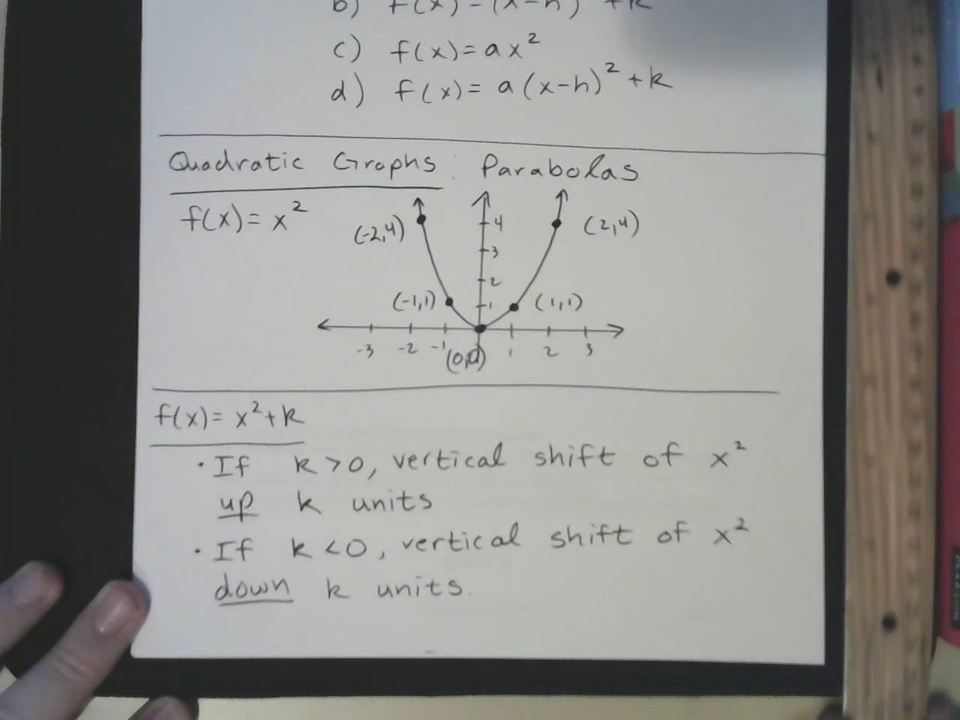 b) f(x) = (x-h)² + k
c) f(x) = ax²
d) f(x) = a(x-h)² + k
Quadratic Graphs: Parabolas
f(x) = x²
(-2,4) 4 (2,4)
3
2
(-1,1) 1 (1,1)
-3 -2 -1 (0,0) 1 2 3
f(x) = x² + k
· If k > 0, vertical shift of x²
up k units
· If k < 0, vertical shift of x²
down k units.